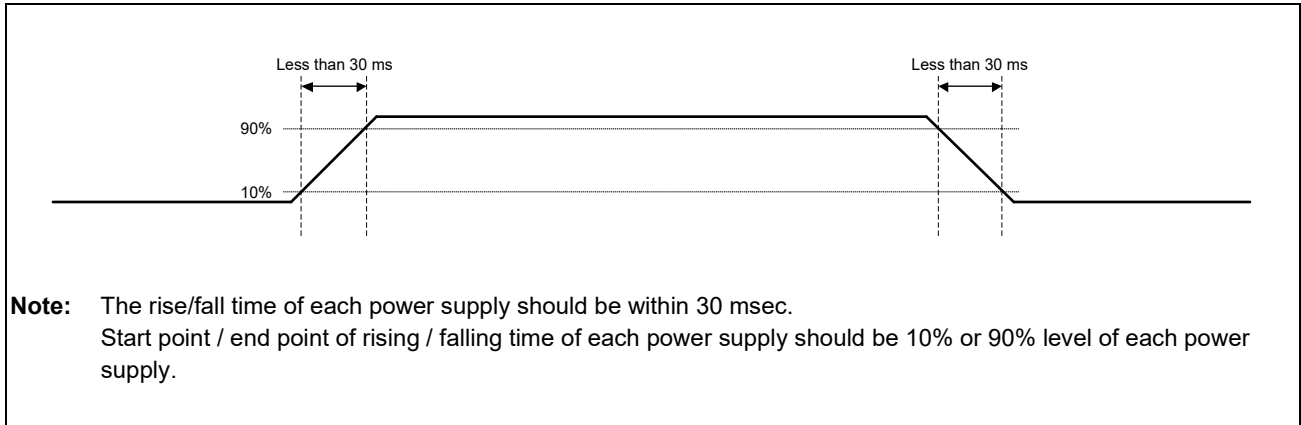 Less than 30 ms Less than 30 ms
90%
10%
Note: The rise/fall time of each power supply should be within 30 msec.
Start point / end point of rising / falling time of each power supply should be 10% or 90% level of each power
supply.